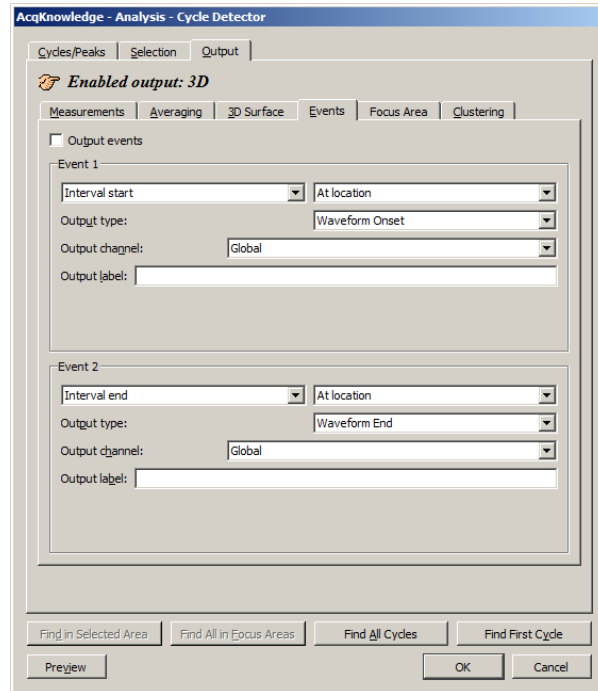 AcqKnowledge - Analysis - Cycle Detector
Cycles/Peaks Selection Output
Enabled output: 3D
Measurements Averaging 3D Surface Events Focus Area Clustering
Output events
Event 1
Interval start At location
Output type: Waveform Onset
Output channel: Global
Output label:
Event 2
Interval end At location
Output type: Waveform End
Output channel: Global
Output label:
Find in Selected Area Find All in Focus Areas Find All Cycles Find First Cycle
Preview OK Cancel